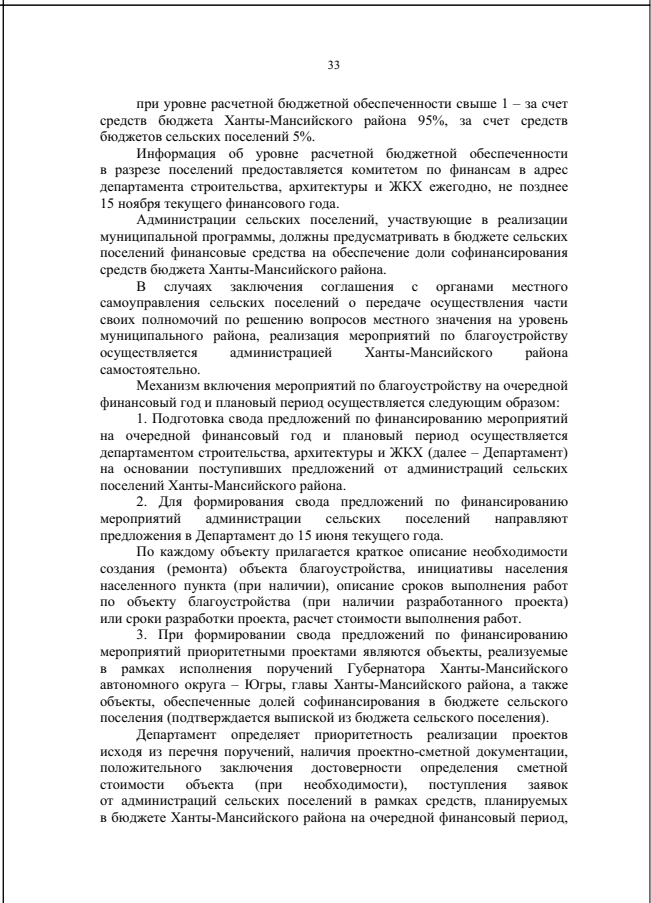 33
при уровне расчетной бюджетной обеспеченности свыше 1 – за счет
средств бюджета Ханты-Мансийского района 95%, за счет средств
бюджетов сельских поселений 5%.
Информация об уровне расчетной бюджетной обеспеченности
в разрезе поселений предоставляется комитетом по финансам в адрес
департамента строительства, архитектуры и ЖКХ ежегодно, не позднее
15 ноября текущего финансового года.
Администрации сельских поселений, участвующие в реализации
муниципальной программы, должны предусматривать в бюджете сельских
поселений финансовые средства на обеспечение доли софинансирования
средств бюджета Ханты-Мансийского района.
В случаях заключения соглашения с органами местного
самоуправления сельских поселений о передаче осуществления части
своих полномочий по решению вопросов местного значения на уровень
муниципального района, реализация мероприятий по благоустройству
осуществляется администрацией Ханты-Мансийского района
самостоятельно.
Механизм включения мероприятий по благоустройству на очередной
финансовый год и плановый период осуществляется следующим образом:
1. Подготовка свода предложений по финансированию мероприятий
на очередной финансовый год и плановый период осуществляется
департаментом строительства, архитектуры и ЖКХ (далее – Департамент)
на основании поступивших предложений от администраций сельских
поселений Ханты-Мансийского района.
2. Для формирования свода предложений по финансированию
мероприятий администрации сельских поселений направляют
предложения в Департамент до 15 июня текущего года.
По каждому объекту прилагается краткое описание необходимости
создания (ремонта) объекта благоустройства, инициативы населения
населенного пункта (при наличии), описание сроков выполнения работ
по объекту благоустройства (при наличии разработанного проекта)
или сроки разработки проекта, расчет стоимости выполнения работ.
3. При формировании свода предложений по финансированию
мероприятий приоритетными проектами являются объекты, реализуемые
в рамках исполнения поручений Губернатора Ханты-Мансийского
автономного округа – Югры, главы Ханты-Мансийского района, а также
объекты, обеспеченные долей софинансирования в бюджете сельского
поселения (подтверждается выпиской из бюджета сельского поселения).
Департамент определяет приоритетность реализации проектов
исходя из перечня поручений, наличия проектно-сметной документации,
положительного заключения достоверности определения сметной
стоимости объекта (при необходимости), поступления заявок
от администраций сельских поселений в рамках средств, планируемых
в бюджете Ханты-Мансийского района на очередной финансовый период,